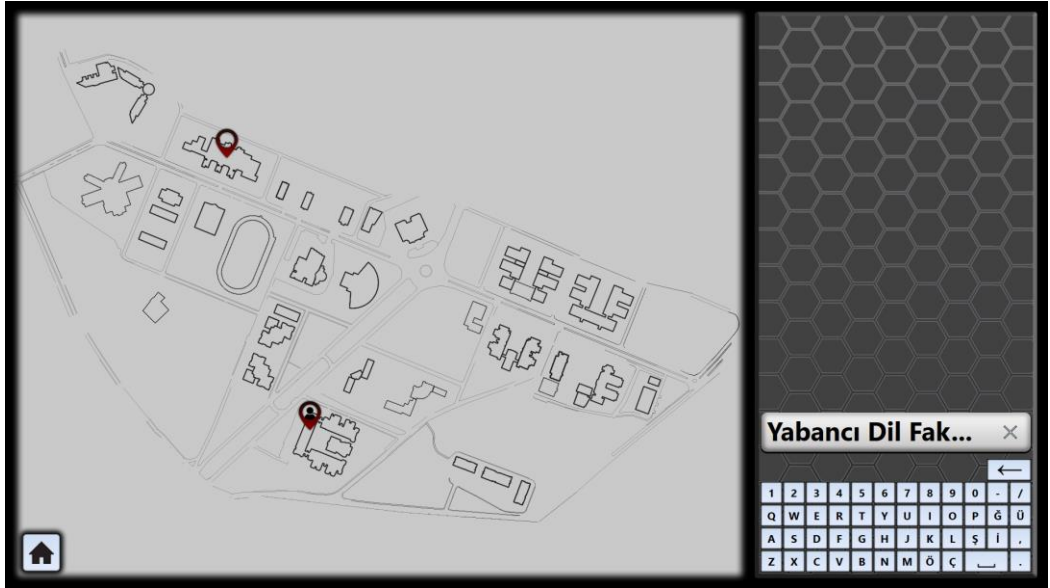 Yabancı Dil Fak...
1 2 3 4 5 6 7 8 9 0 - /
Q W E R T Y U I O P Ğ Ü
A S D F G H J K L Ş İ ,
Z X C V B N M Ö Ç .